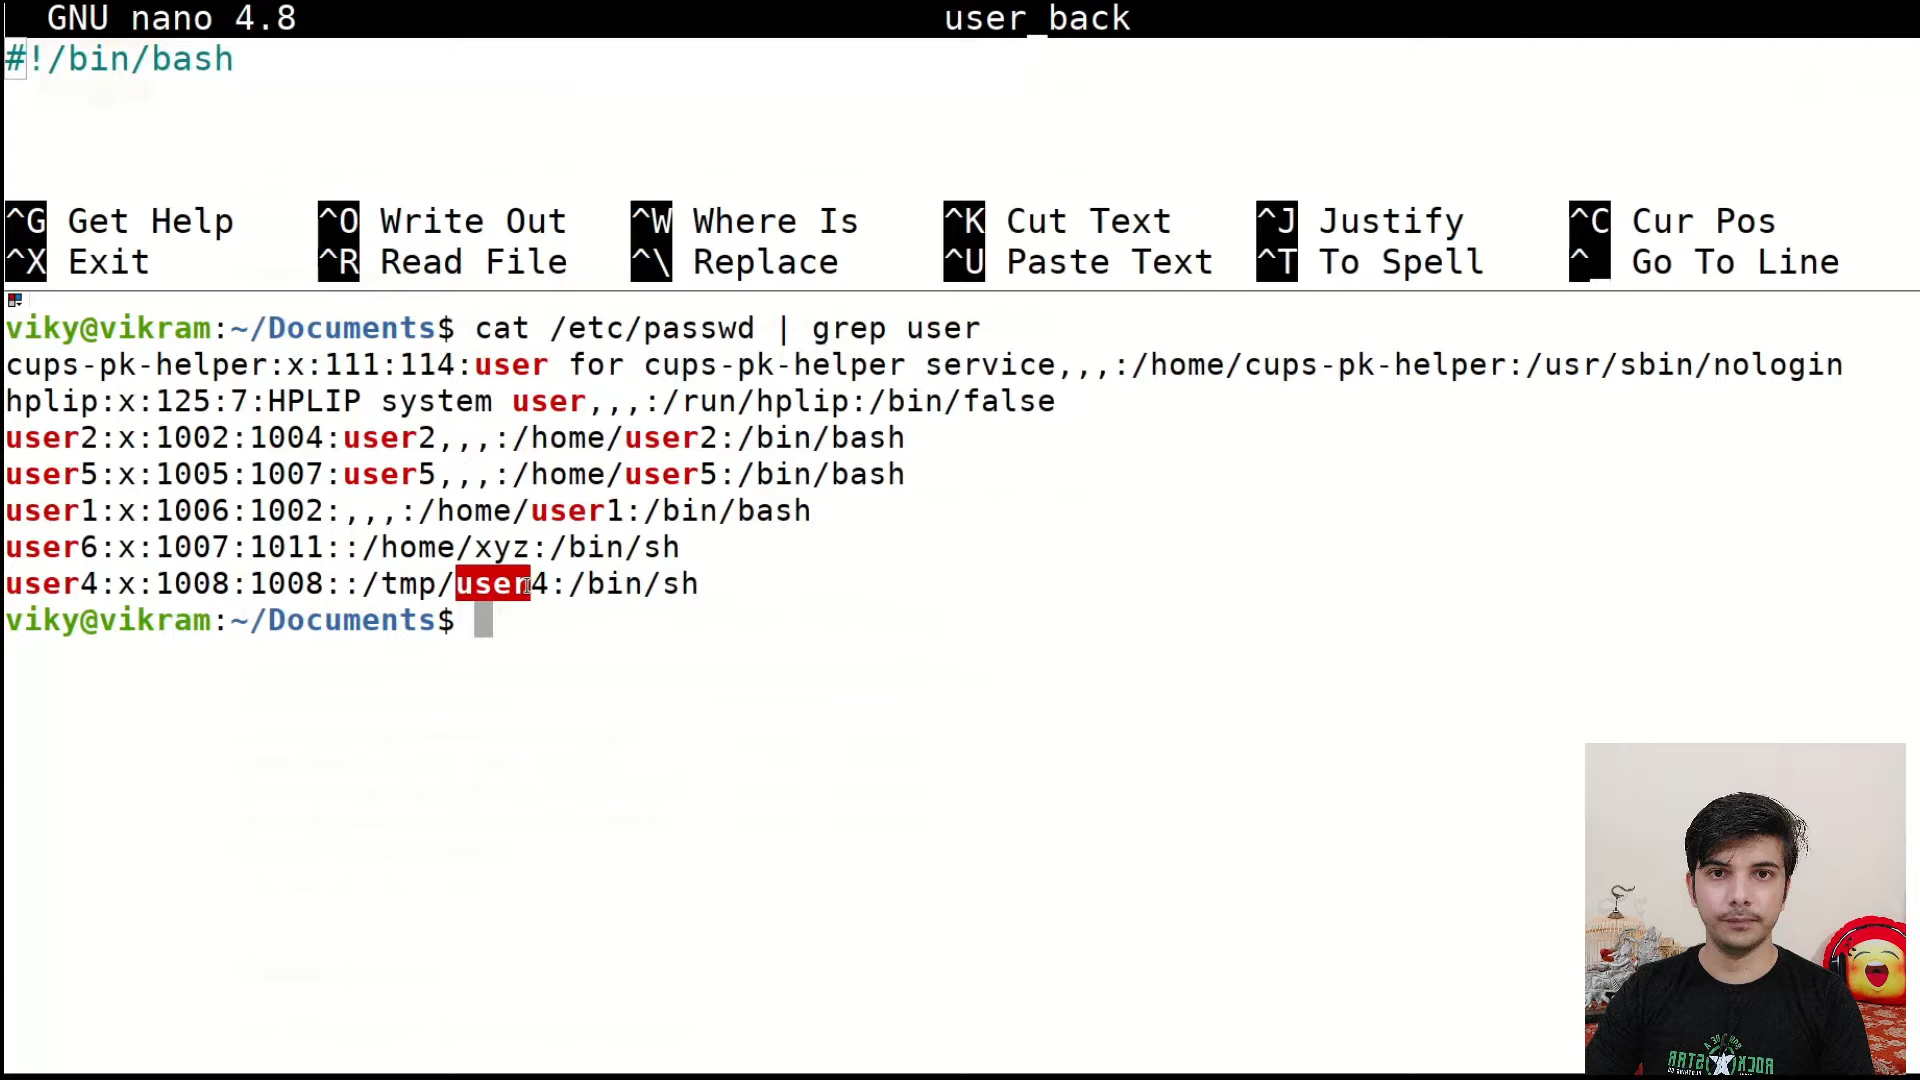 GNU nano 4.8 user_back
#!/bin/bash
^G Get Help ^O Write Out ^W Where Is ^K Cut Text ^J Justify ^C Cur Pos
^X Exit ^R Read File ^\ Replace ^U Paste Text ^T To Spell ^_ Go To Line
viky@vikram:~/Documents$ cat /etc/passwd | grep user
cups-pk-helper:x:111:114:user for cups-pk-helper service,,,:/home/cups-pk-helper:/usr/sbin/nologin
hplip:x:125:7:HPLIP system user,,,:/run/hplip:/bin/false
user2:x:1002:1004:user2,,,:/home/user2:/bin/bash
user5:x:1005:1007:user5,,,:/home/user5:/bin/bash
user1:x:1006:1002:,,,:/home/user1:/bin/bash
user6:x:1007:1011::/home/xyz:/bin/sh
user4:x:1008:1008::/tmp/user4:/bin/sh
viky@vikram:~/Documents$